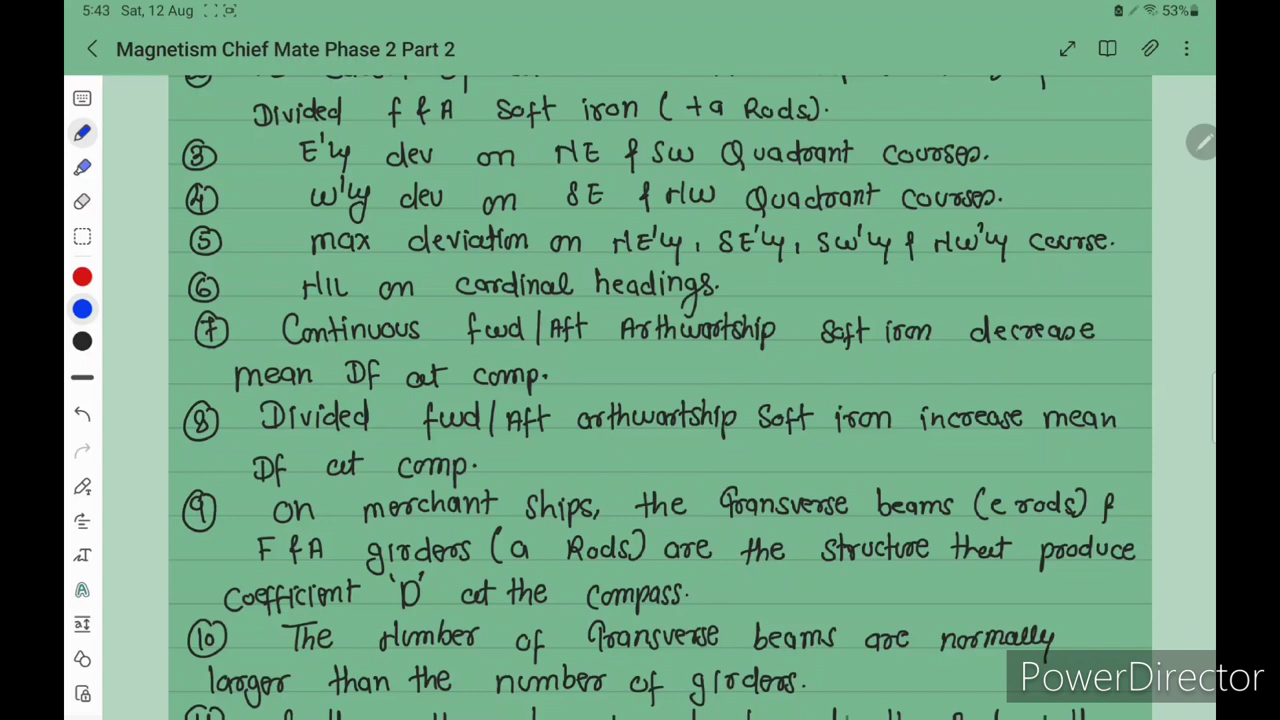 5:43 Sat, 12 Aug
53%
Magnetism Chief Mate Phase 2 Part 2
Divided f & A Soft iron (+a Rods).
③ E'ly dev on NE & SW Quadrant courses.
④ W'ly dev on SE & NW Quadrant courses.
⑤ max deviation on NE'ly, SE'ly, SW'ly & NW'ly course.
⑥ NIL on cardinal headings.
⑦ Continuous fwd/Aft Arthwartship Soft iron decrease
mean Df at comp.
⑧ Divided fwd/Aft arthwartship Soft iron increase mean
Df at comp.
⑨ on merchant ships, the Transverse beams (e rods) &
F & A girders (a Rods) are the structure that produce
coefficient 'D' at the compass.
⑩ The Number of Transverse beams are normally
larger than the number of girders.
PowerDirector